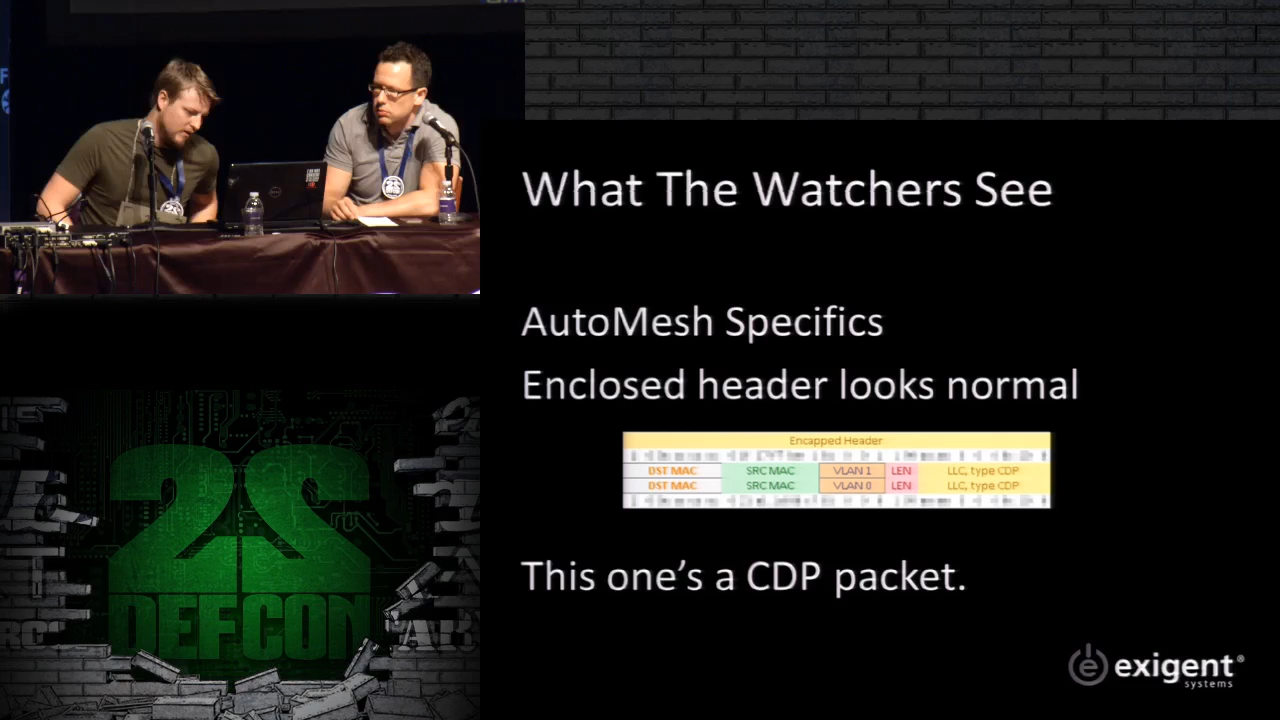 What The Watchers See
AutoMesh Specifics
Enclosed header looks normal
Encapped Header
DST MAC SRC MAC VLAN 1 LEN LLC, type CDP
DST MAC SRC MAC VLAN 0 LEN LLC, type CDP
This one's a CDP packet.
exigent®
systems
DELL
DEFCON